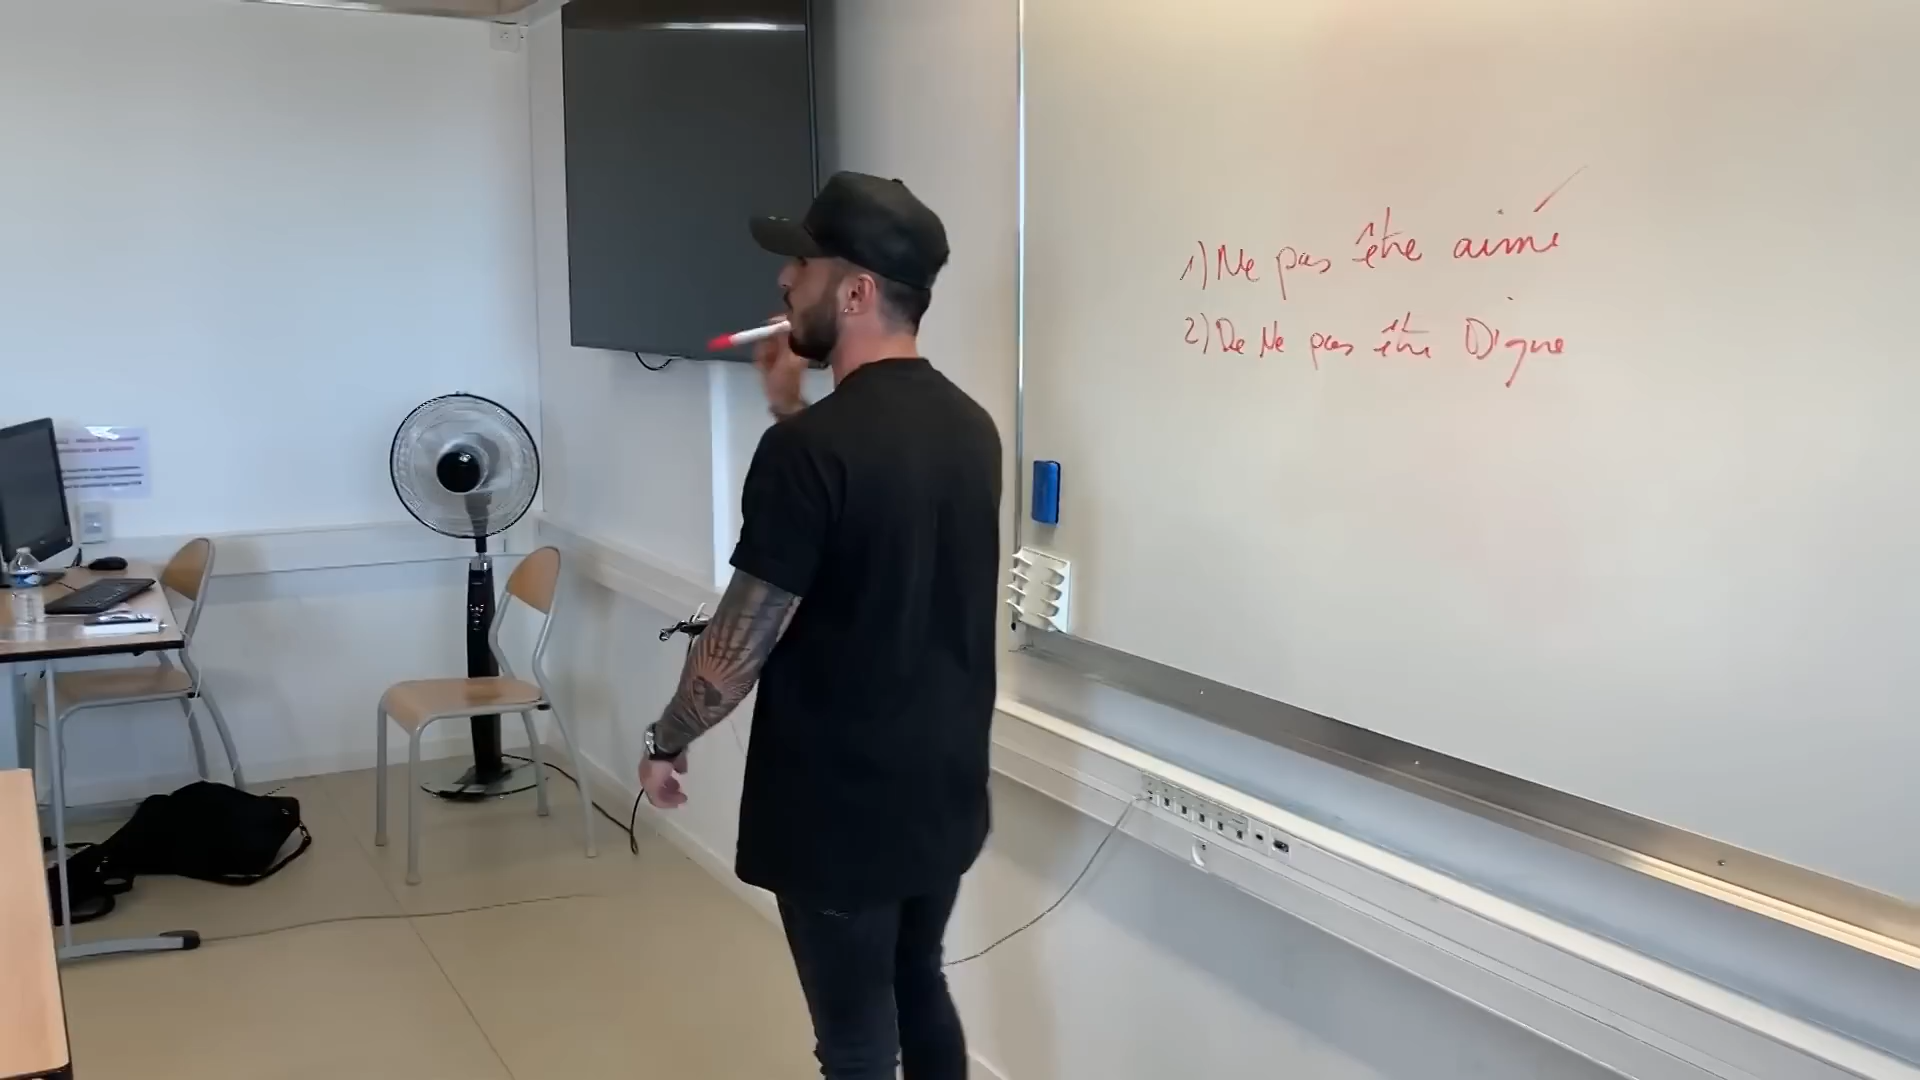 1) Ne pas être aimé
2) De Ne pas être Digne